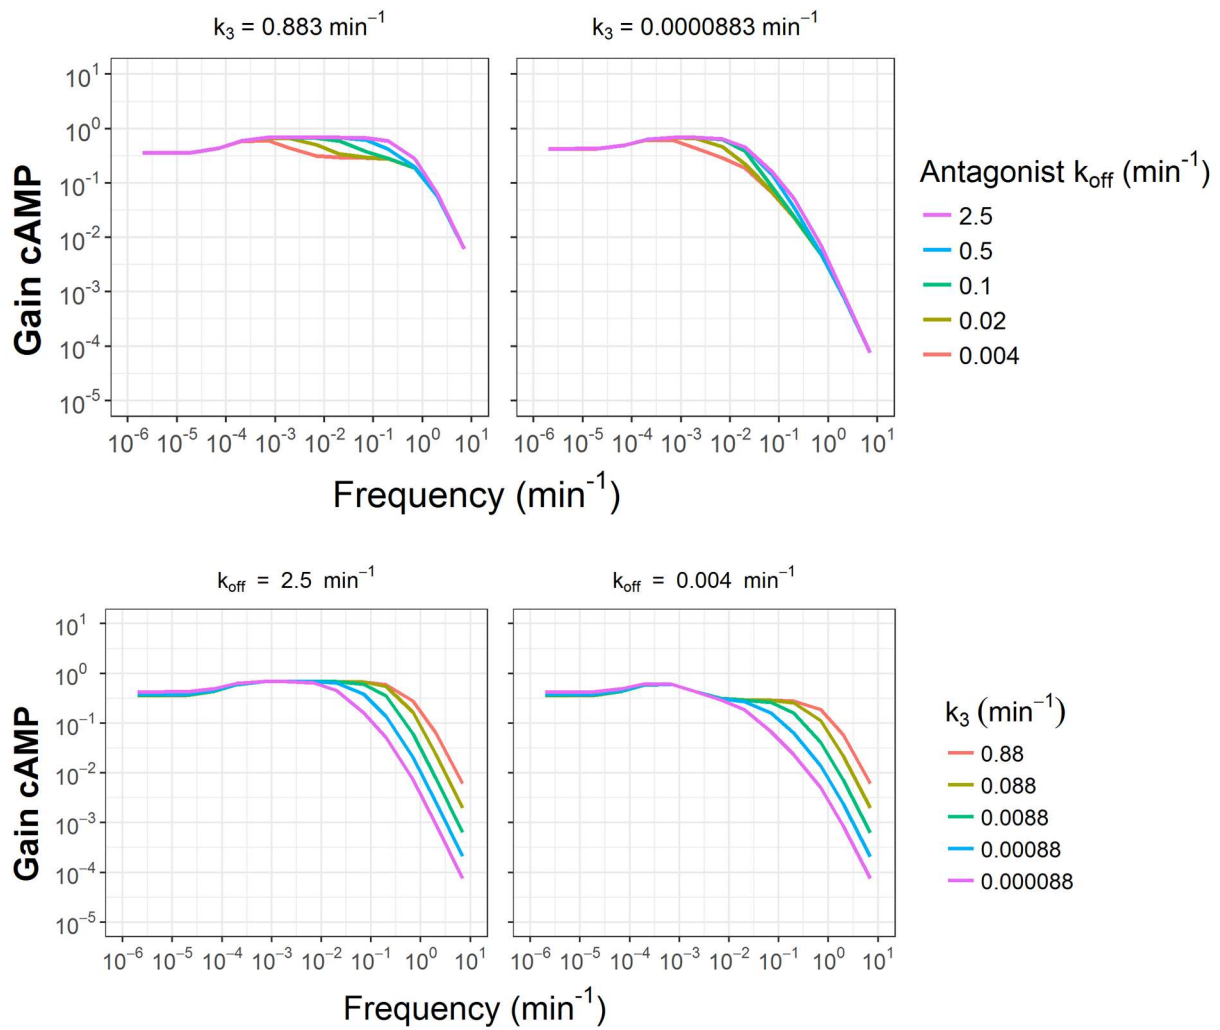 k₃ = 0.883 min⁻¹
k₃ = 0.0000883 min⁻¹
Gain cAMP
10¹
10⁰
10⁻¹
10⁻²
10⁻³
10⁻⁴
10⁻⁵
10⁻⁶ 10⁻⁵ 10⁻⁴ 10⁻³ 10⁻² 10⁻¹ 10⁰ 10¹
10⁻⁶ 10⁻⁵ 10⁻⁴ 10⁻³ 10⁻² 10⁻¹ 10⁰ 10¹
Frequency (min⁻¹)
Antagonist k_off (min⁻¹)
2.5
0.5
0.1
0.02
0.004
k_off = 2.5 min⁻¹
k_off = 0.004 min⁻¹
Gain cAMP
10¹
10⁰
10⁻¹
10⁻²
10⁻³
10⁻⁴
10⁻⁵
10⁻⁶ 10⁻⁵ 10⁻⁴ 10⁻³ 10⁻² 10⁻¹ 10⁰ 10¹
10⁻⁶ 10⁻⁵ 10⁻⁴ 10⁻³ 10⁻² 10⁻¹ 10⁰ 10¹
Frequency (min⁻¹)
k₃ (min⁻¹)
0.88
0.088
0.0088
0.00088
0.000088